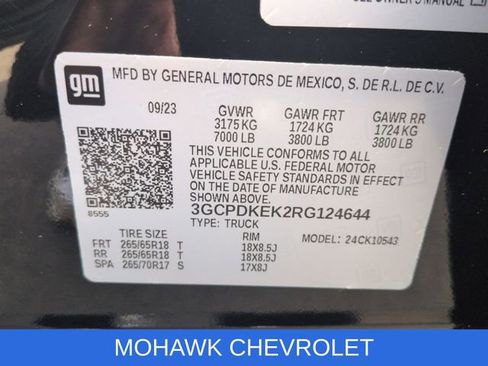 SEE OWNER'S MANUAL
gm
MFD BY GENERAL MOTORS DE MEXICO, S. DE R.L. DE C.V.
09/23 GVWR GAWR FRT GAWR RR
3175 KG 1724 KG 1724 KG
7000 LB 3800 LB 3800 LB
THIS VEHICLE CONFORMS TO ALL
APPLICABLE U.S. FEDERAL MOTOR
VEHICLE SAFETY STANDARDS IN
EFFECT ON THE DATE OF
MANUFACTURE SHOWN ABOVE.
8555 3GCPDKEK2RG124644
TYPE: TRUCK MODEL: 24CK10543
TIRE SIZE RIM
FRT 265/65R18 T 18X8.5J
RR 265/65R18 T 18X8.5J
SPA 265/70R17 S 17X8J
MOHAWK CHEVROLET